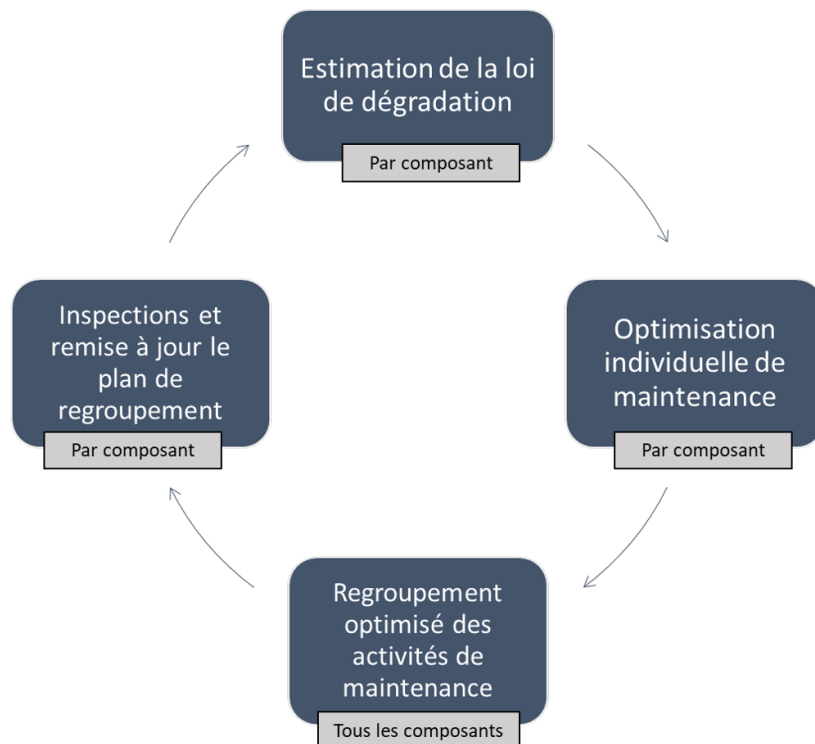 Estimation de la loi
de dégradation
Par composant
Inspections et
remise à jour le
plan de
regroupement
Par composant
Optimisation
individuelle de
maintenance
Par composant
Regroupement
optimisé des
activités de
maintenance
Tous les composants